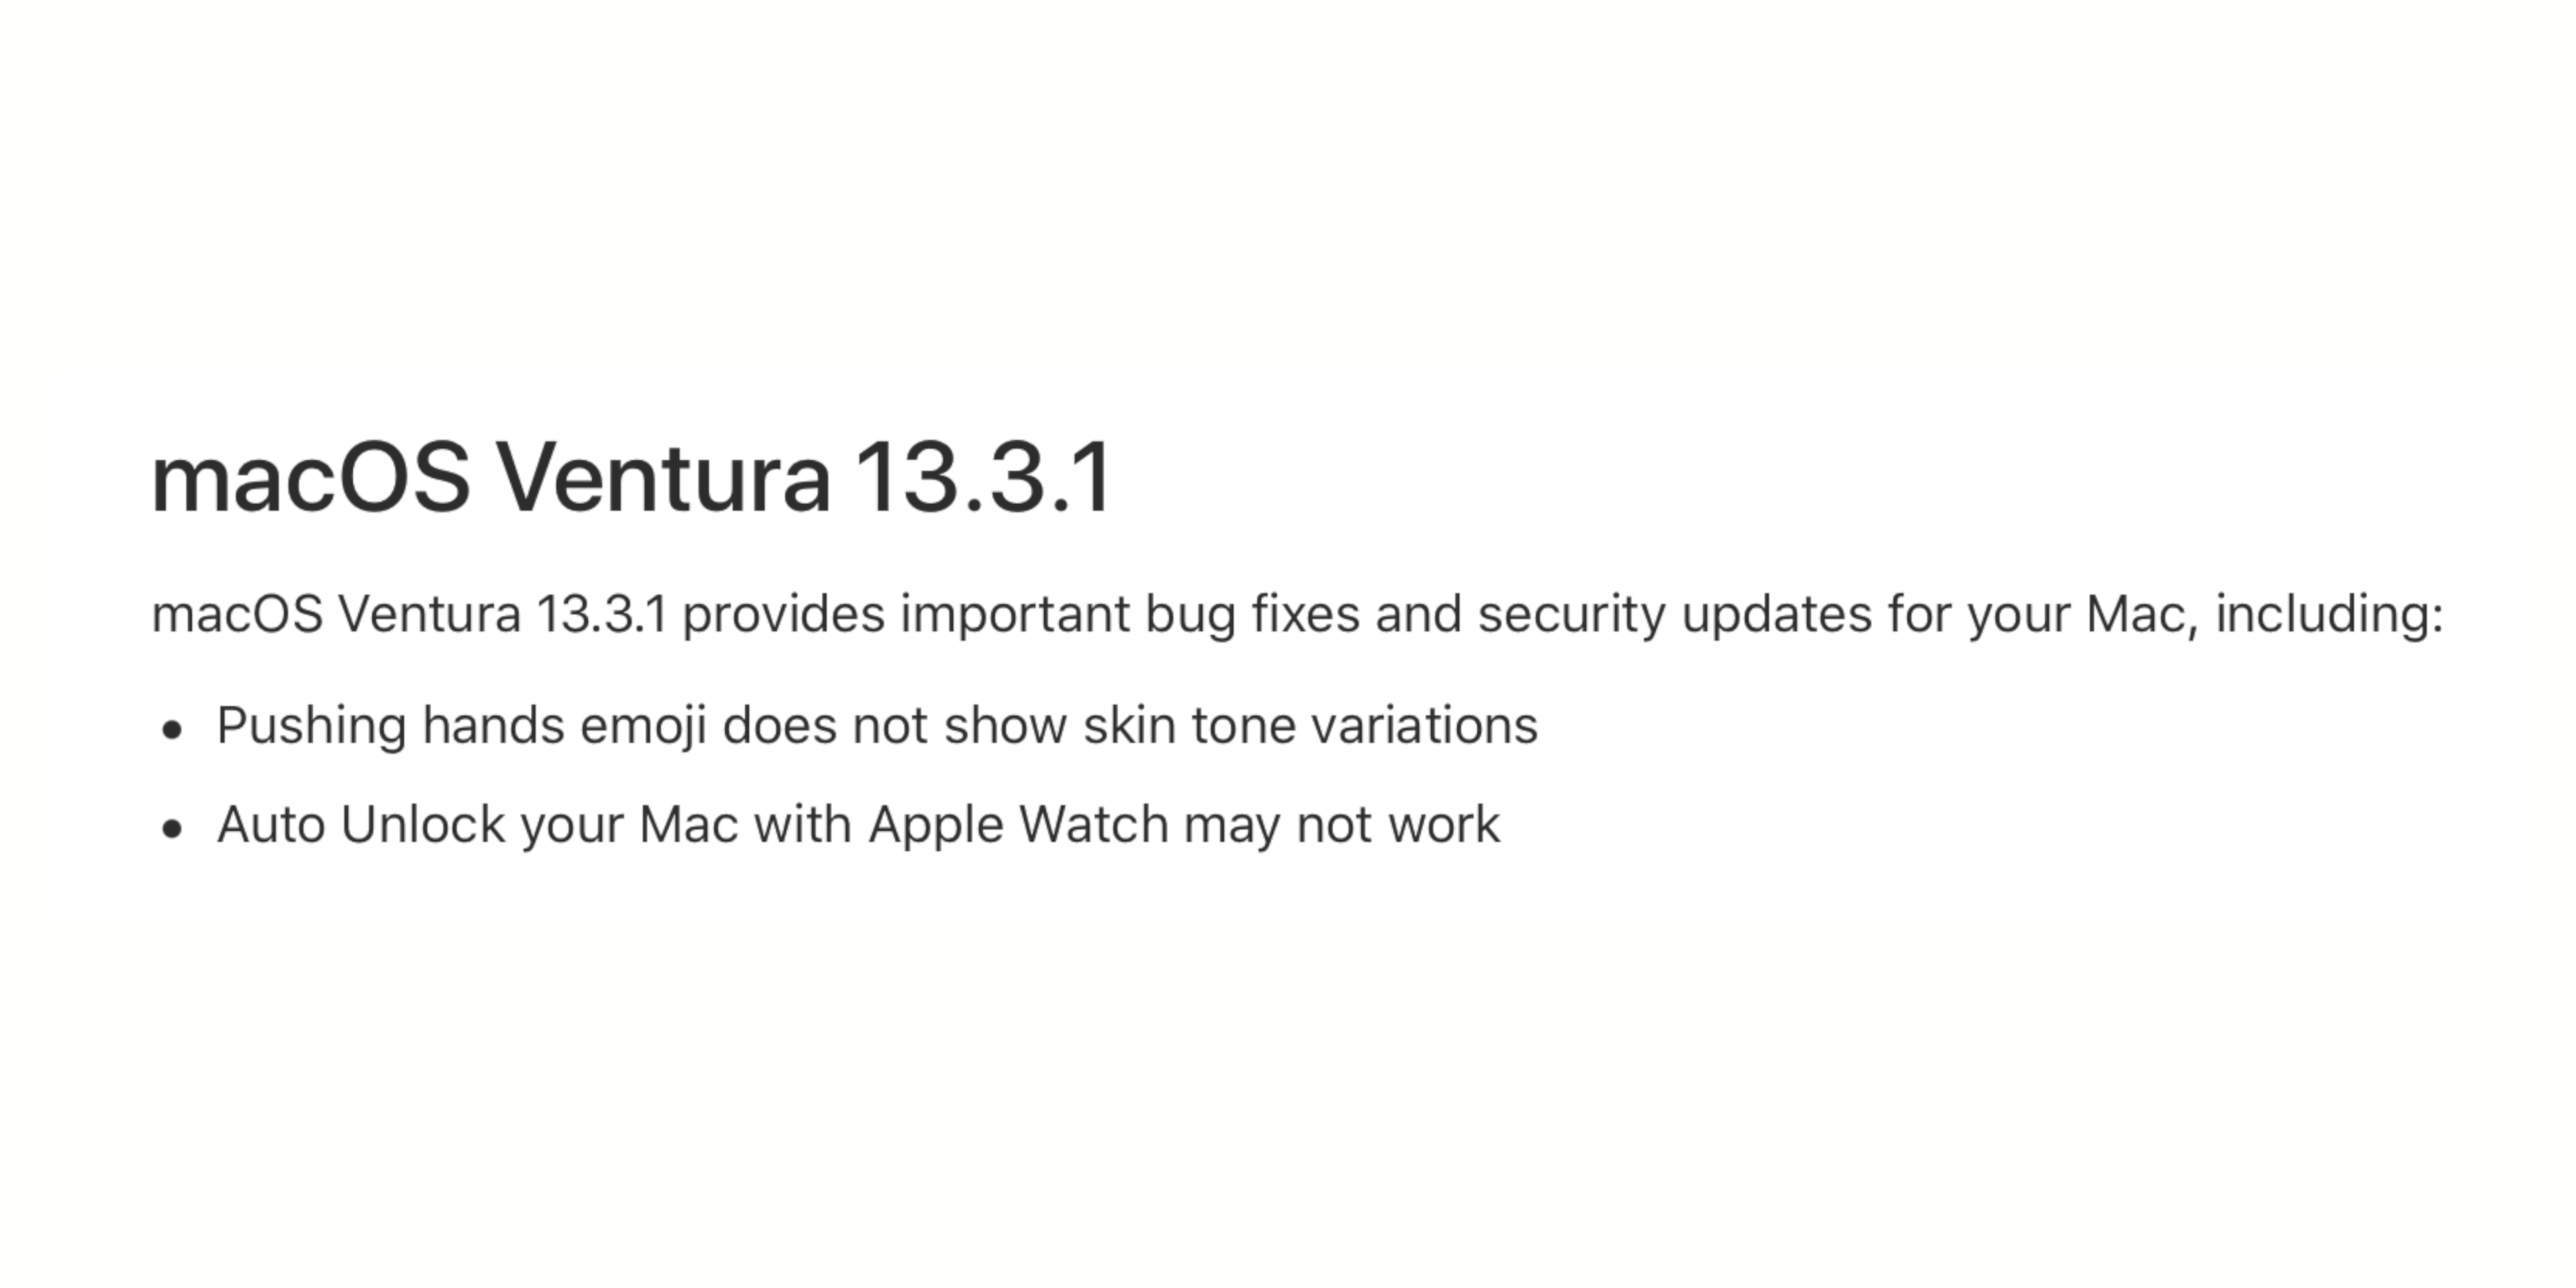 macOS Ventura 13.3.1
macOS Ventura 13.3.1 provides important bug fixes and security updates for your Mac, including:
• Pushing hands emoji does not show skin tone variations
• Auto Unlock your Mac with Apple Watch may not work